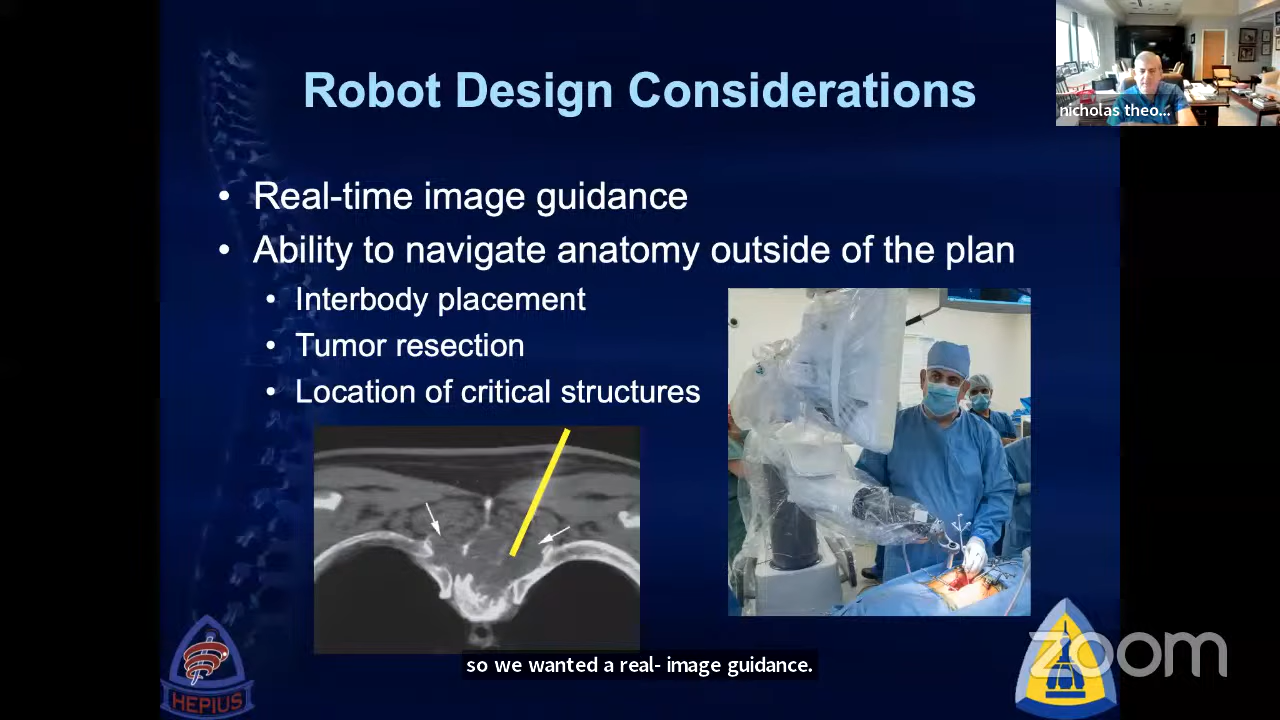 Robot Design Considerations
nicholas theo...
• Real-time image guidance
• Ability to navigate anatomy outside of the plan
• Interbody placement
• Tumor resection
• Location of critical structures
so we wanted a real- image guidance.
HEPIUS
zoom